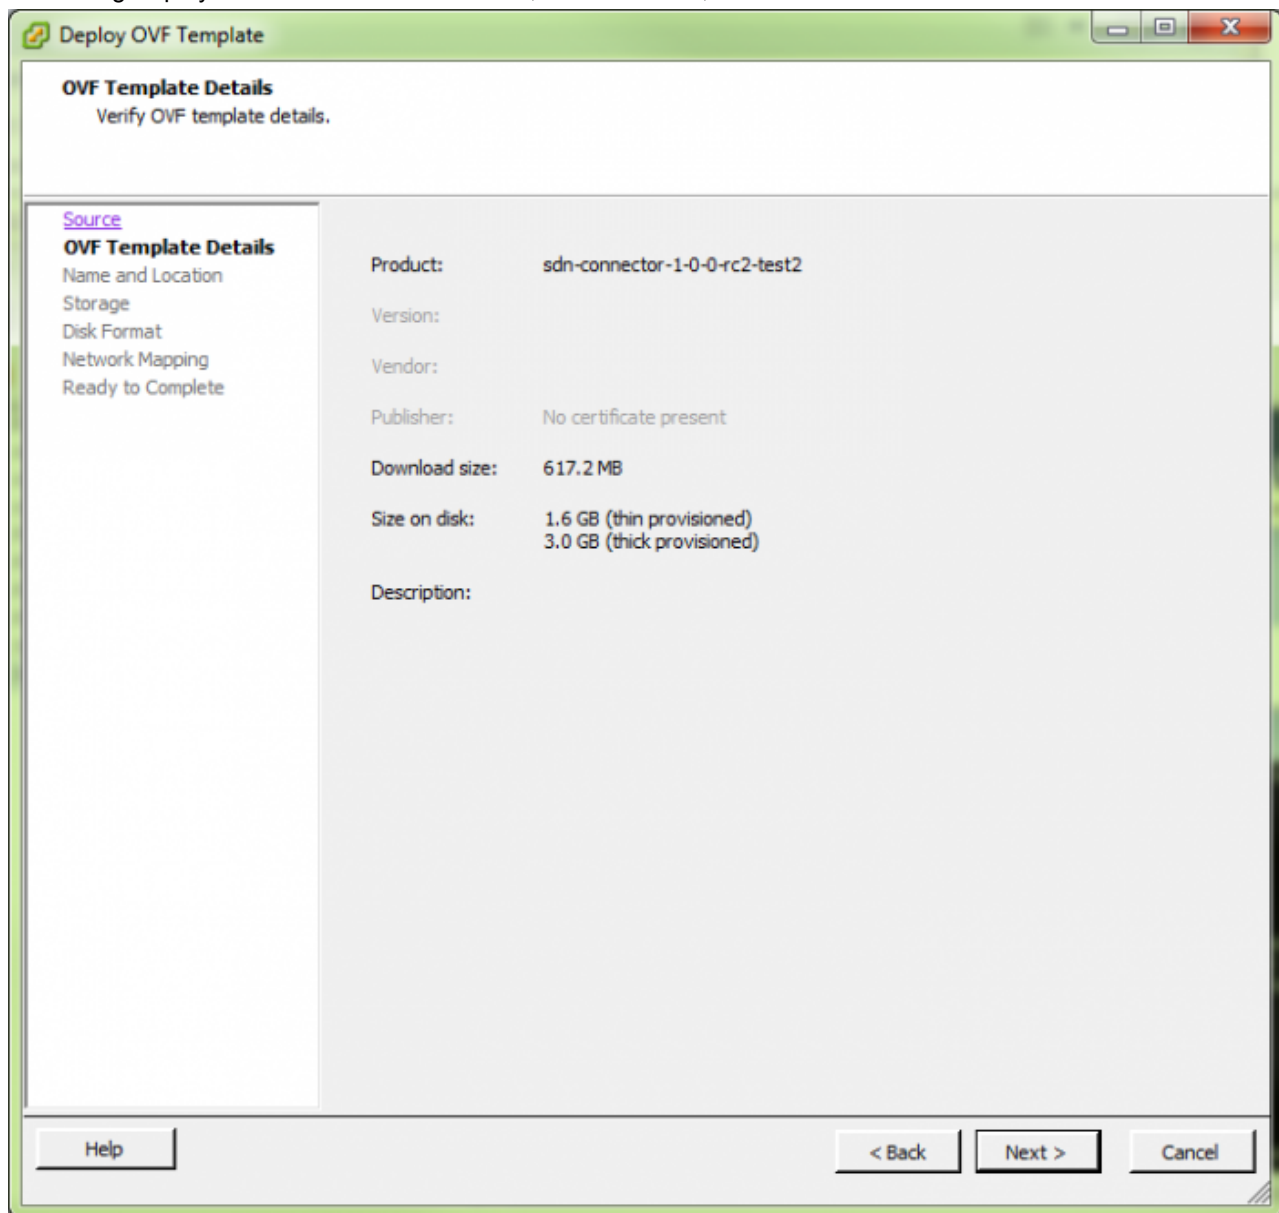 Deploy OVF Template
OVF Template Details
Verify OVF template details.
Source
OVF Template Details
Name and Location
Storage
Disk Format
Network Mapping
Ready to Complete
Product: sdn-connector-1-0-0-rc2-test2
Version:
Vendor:
Publisher: No certificate present
Download size: 617.2 MB
Size on disk: 1.6 GB (thin provisioned)
3.0 GB (thick provisioned)
Description:
Help
< Back
Next >
Cancel